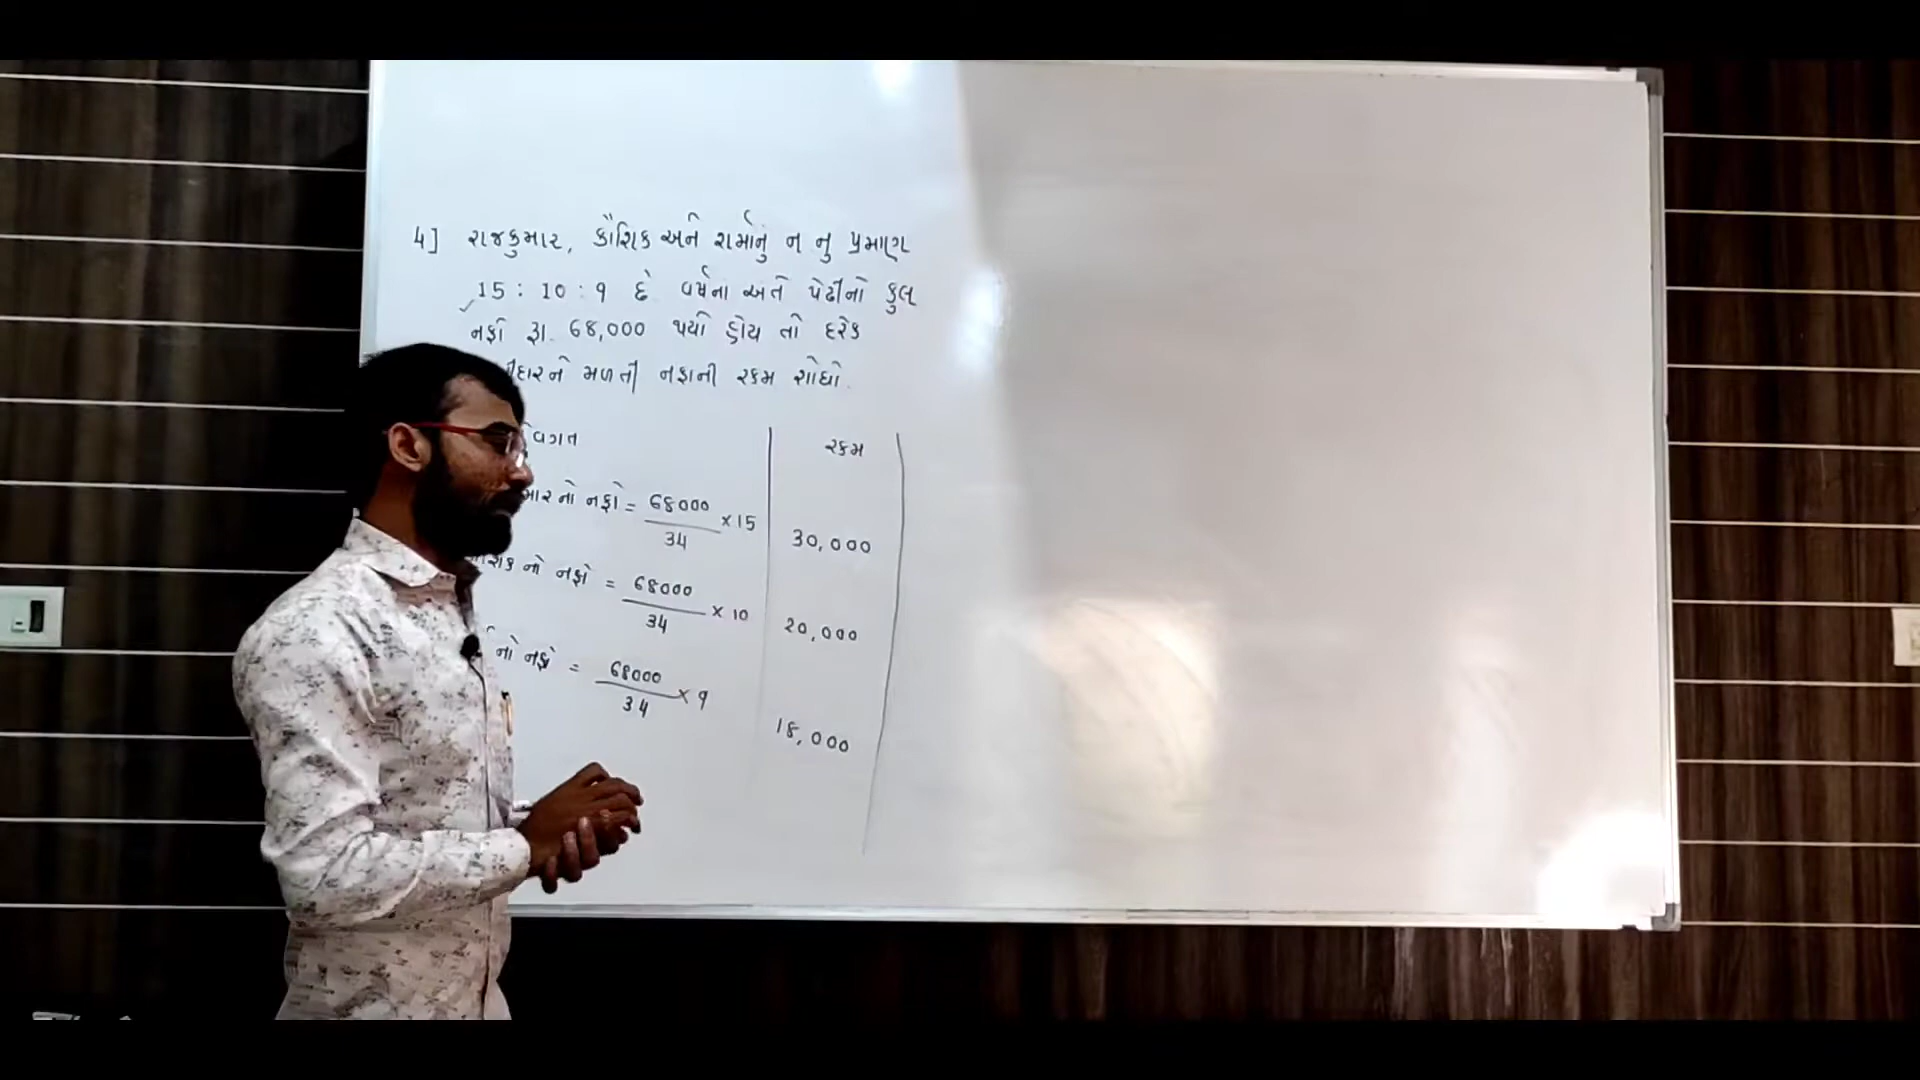 4] રાજકુમાર, કૌશિક અને શર્માનું ન નુ પ્રમાણ
15 : 10 : 9 છે વર્ષના અંતે પેઢીનો કુલ
નફો રૂા. 68,000 થયો હોય તો દરેક
દારને મળતી નફાની રકમ શોધો.
વિગત રકમ
માર નો નફો = 68000/34 × 15 30,000
શિક નો નફો = 68000/34 × 10 20,000
નો નફો = 68000/34 × 9 18,000